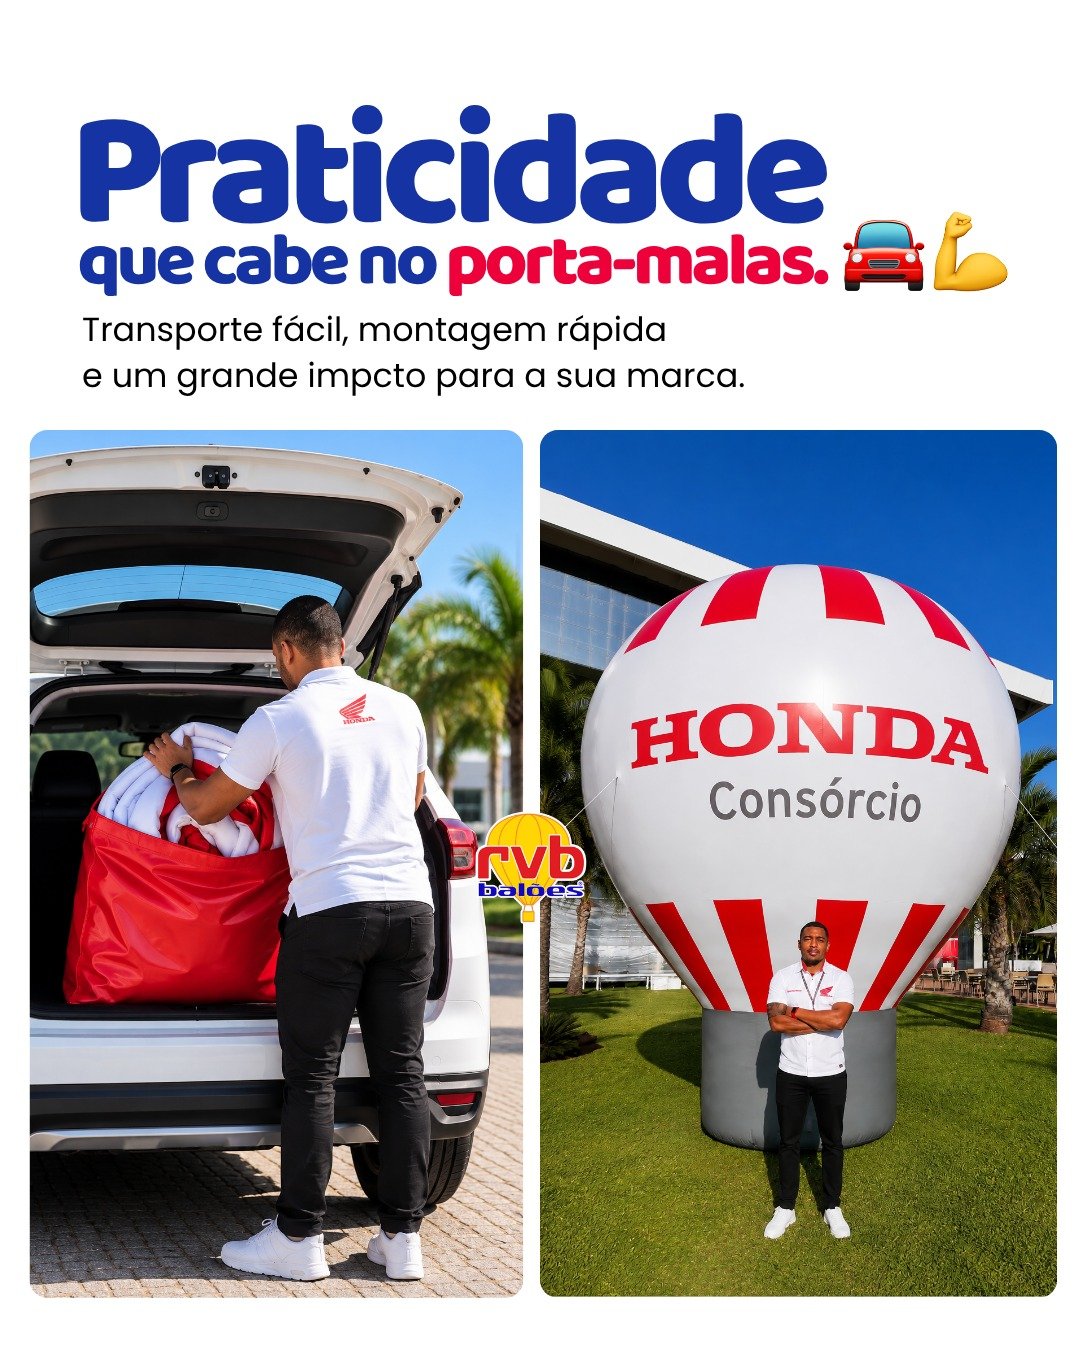 Praticidade
que cabe no porta-malas.
Transporte fácil, montagem rápida
e um grande impcto para a sua marca.
HONDA
HONDA
Consórcio
rvb
balões